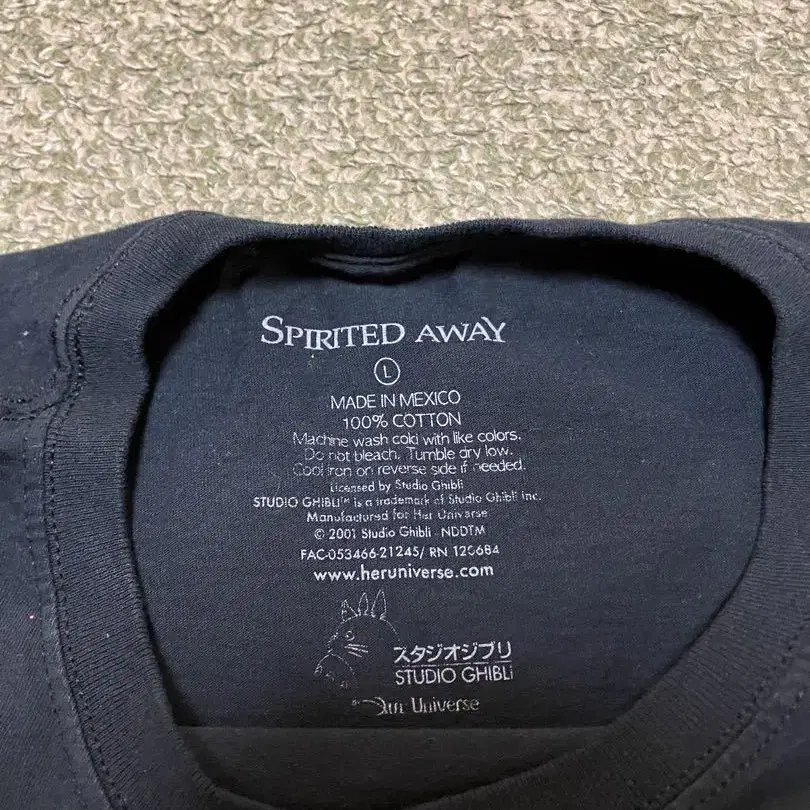 SPIRITED AWAY
L
MADE IN MEXICO
100% COTTON
Machine wash cold with like colors.
Do not bleach. Tumble dry low.
Cool iron on reverse side if needed.
Licensed by Studio Ghibli
STUDIO GHIBLI™ is a trademark of Studio Ghibli Inc.
Manufactured for Her Universe
© 2001 Studio Ghibli - NDDTM
FAC-053466-21245/ RN 120684
www.heruniverse.com
スタジオジブリ
STUDIO GHIBLI
Her Universe